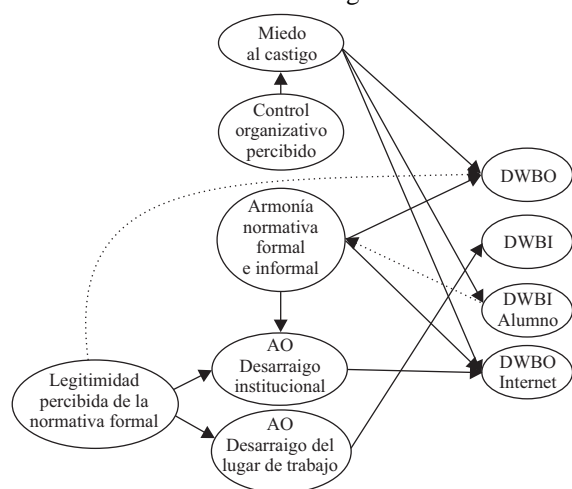 Miedo
al castigo
Control
organizativo
percibido
DWBO
Armonía
normativa
formal
e informal
DWBI
DWBI
Alumno
AO
Desarraigo
institucional
DWBO
Internet
Legitimidad
percibida de la
normativa formal
AO
Desarraigo del
lugar de trabajo